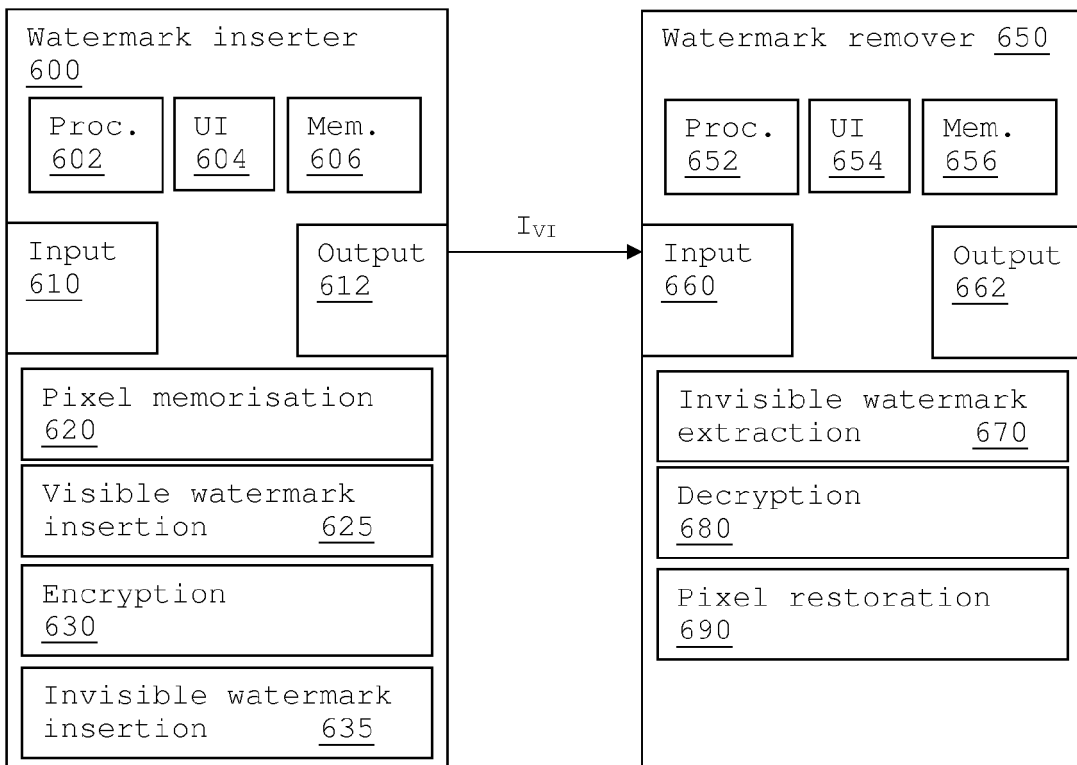 Watermark inserter
600
Proc.
602
UI
604
Mem.
606
Input
610
Output
612
Pixel memorisation
620
Visible watermark
insertion 625
Encryption
630
Invisible watermark
insertion 635
I_VI
Watermark remover 650
Proc.
652
UI
654
Mem.
656
Input
660
Output
662
Invisible watermark
extraction 670
Decryption
680
Pixel restoration
690